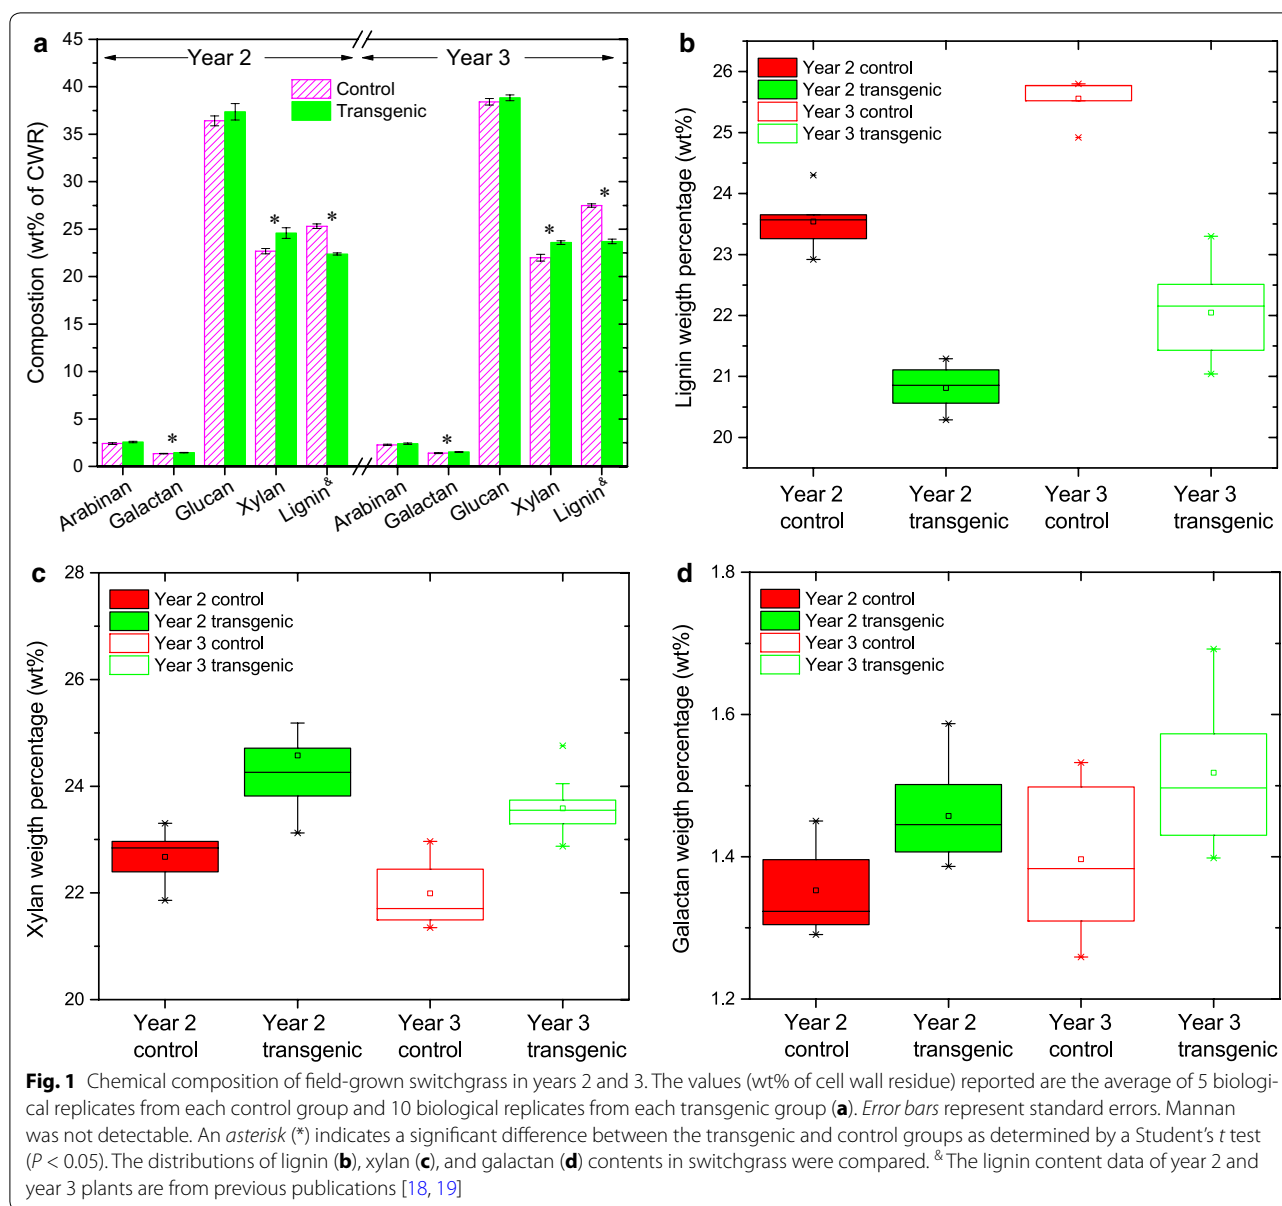 a
45
40
35
30
25
20
15
10
5
0
Compostion (wt% of CWR)
Year 2
Year 3
Control
Transgenic
*
*
*
*
*
*
Arabinan
Galactan
Glucan
Xylan
Lignin&
Arabinan
Galactan
Glucan
Xylan
Lignin&
b
26
25
24
23
22
21
20
Lignin weigth percentage (wt%)
Year 2 control
Year 2 transgenic
Year 3 control
Year 3 transgenic
Year 2 Year 2 Year 3 Year 3
control transgenic control transgenic
c
28
26
24
22
20
Xylan weigth percentage (wt%)
Year 2 control
Year 2 transgenic
Year 3 control
Year 3 transgenic
Year 2 Year 2 Year 3 Year 3
control transgenic control transgenic
d
1.8
1.6
1.4
1.2
Galactan weigth percentage (wt%)
Year 2 control
Year 2 transgenic
Year 3 control
Year 3 transgenic
Year 2 Year 2 Year 3 Year 3
control transgenic control transgenic
Fig. 1 Chemical composition of field-grown switchgrass in years 2 and 3. The values (wt% of cell wall residue) reported are the average of 5 biologi-
cal replicates from each control group and 10 biological replicates from each transgenic group (a). Error bars represent standard errors. Mannan
was not detectable. An asterisk (*) indicates a significant difference between the transgenic and control groups as determined by a Student's t test
(P < 0.05). The distributions of lignin (b), xylan (c), and galactan (d) contents in switchgrass were compared. & The lignin content data of year 2 and
year 3 plants are from previous publications [18, 19]